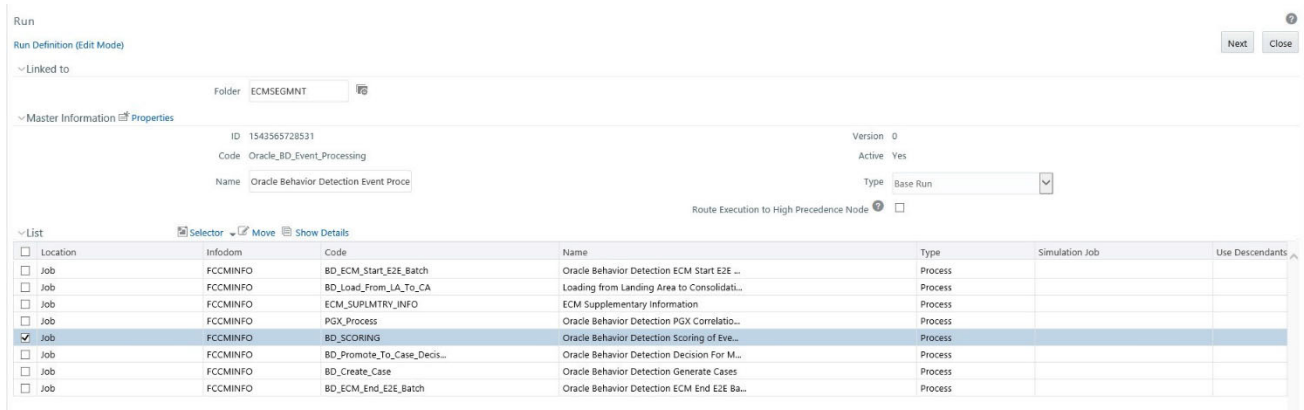 Run
Run Definition (Edit Mode)
Next Close
Linked to
Folder ECMSEGMNT
Master Information Properties
ID 1543565728531 Version 0
Code Oracle_BD_Event_Processing Active Yes
Name Oracle Behavior Detection Event Proce Type Base Run
Route Execution to High Precedence Node
List Selector Move Show Details
Location Infodom Code Name Type Simulation Job Use Descendants
Job FCCMINFO BD_ECM_Start_E2E_Batch Oracle Behavior Detection ECM Start E2E ... Process
Job FCCMINFO BD_Load_From_LA_To_CA Loading from Landing Area to Consolidati... Process
Job FCCMINFO ECM_SUPLMTRY_INFO ECM Supplementary Information Process
Job FCCMINFO PGX_Process Oracle Behavior Detection PGX Correlatio... Process
Job FCCMINFO BD_SCORING Oracle Behavior Detection Scoring of Eve... Process
Job FCCMINFO BD_Promote_To_Case_Decis... Oracle Behavior Detection Decision For M... Process
Job FCCMINFO BD_Create_Case Oracle Behavior Detection Generate Cases Process
Job FCCMINFO BD_ECM_End_E2E_Batch Oracle Behavior Detection ECM End E2E Ba... Process